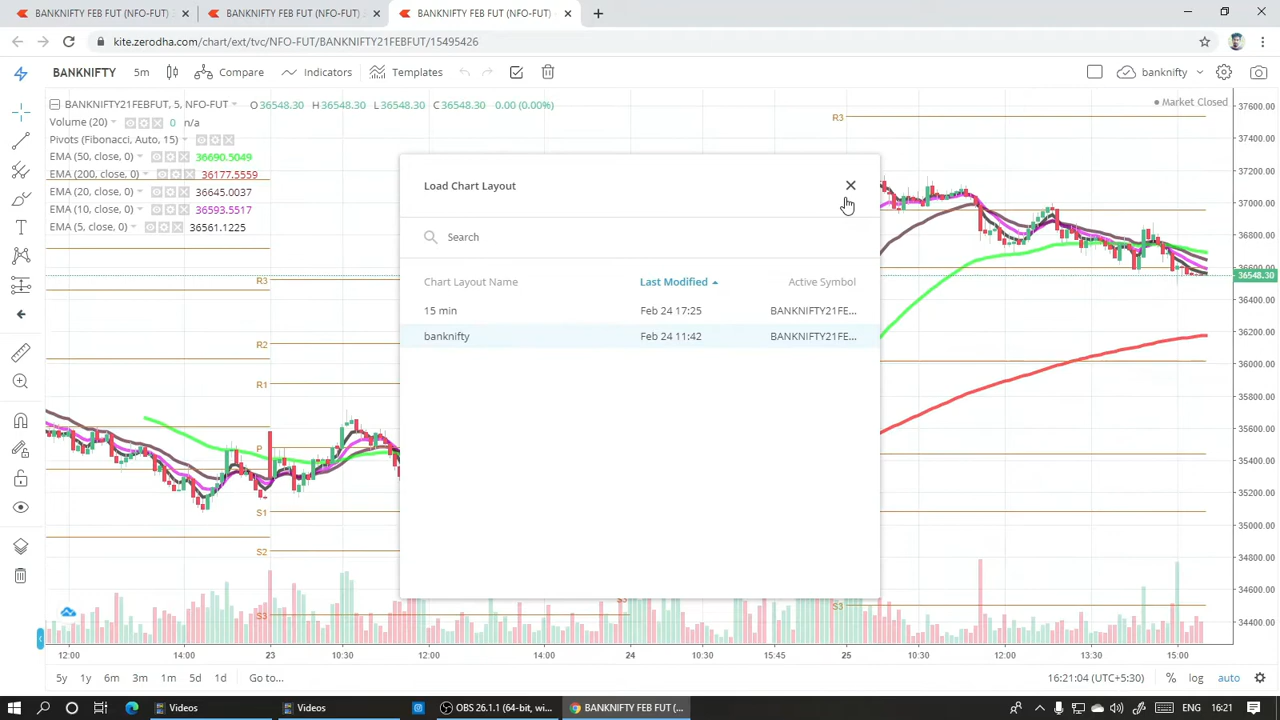 BANKNIFTY FEB FUT (NFO-FUT)
BANKNIFTY FEB FUT (NFO-FUT)
BANKNIFTY FEB FUT (NFO-FUT)
kite.zerodha.com/chart/ext/tvc/NFO-FUT/BANKNIFTY21FEBFUT/15495426
BANKNIFTY 5m Compare Indicators Templates banknifty
BANKNIFTY21FEBFUT, 5, NFO-FUT O36548.30 H36548.30 L36548.30 C36548.30 0.00 (0.00%)
Market Closed
Volume (20) 0 n/a
Pivots (Fibonacci, Auto, 15)
EMA (50, close, 0) 36690.5049
EMA (200, close, 0) 36177.5559
EMA (20, close, 0) 36645.0037
EMA (10, close, 0) 36593.5517
EMA (5, close, 0) 36561.1225
Load Chart Layout
Search
Chart Layout Name Last Modified Active Symbol
15 min Feb 24 17:25 BANKNIFTY21FE...
banknifty Feb 24 11:42 BANKNIFTY21FE...
R3
R2
R1
P
S1
S2
S3
S3
R3
S3
37600.00
37400.00
37200.00
37000.00
36800.00
36600.00
36548.30
36400.00
36200.00
36000.00
35800.00
35600.00
35400.00
35200.00
35000.00
34800.00
34600.00
34400.00
12:00 14:00 23 10:30 12:00 14:00 24 10:30 15:45 25 10:30 12:00 13:30 15:00
5y 1y 6m 3m 1m 5d 1d Go to... 16:21:04 (UTC+5:30) % log auto
Videos Videos OBS 26.1.1 (64-bit, wi... BANKNIFTY FEB FUT (... ENG 16:21